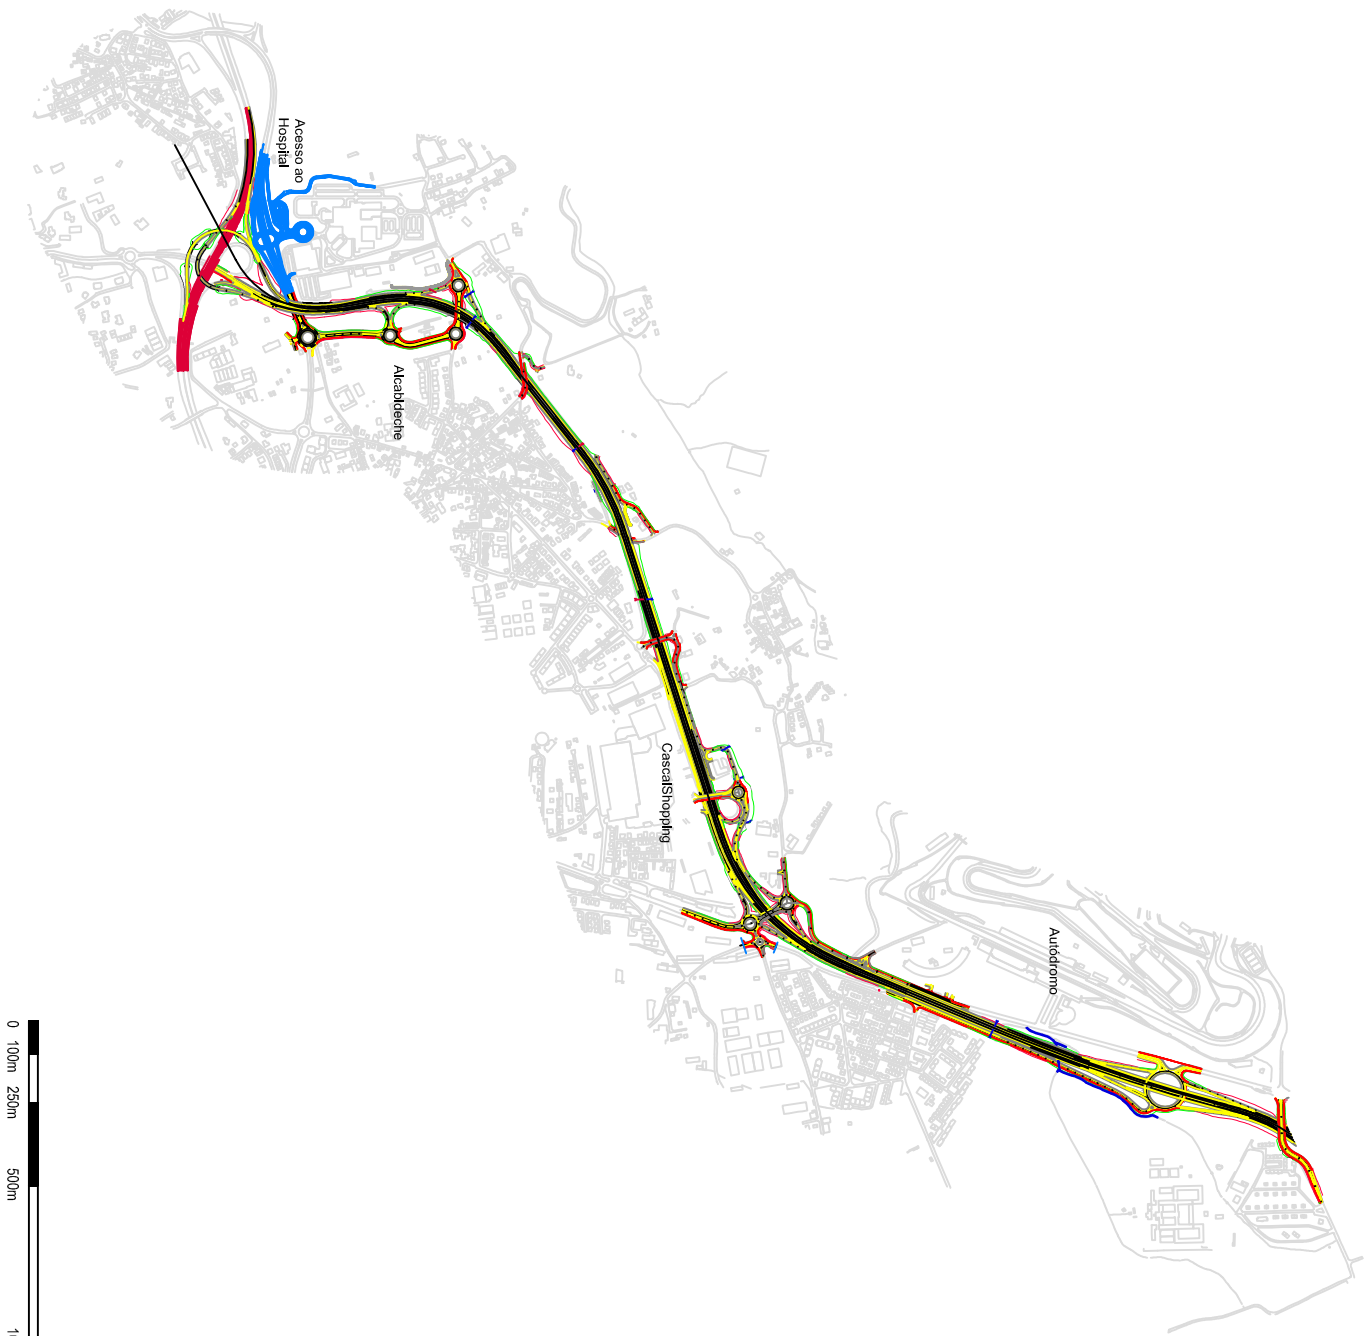 Acesso ao
Hospital
Alcabideche
CascaiShopping
Autódromo
0
100m
250m
500m